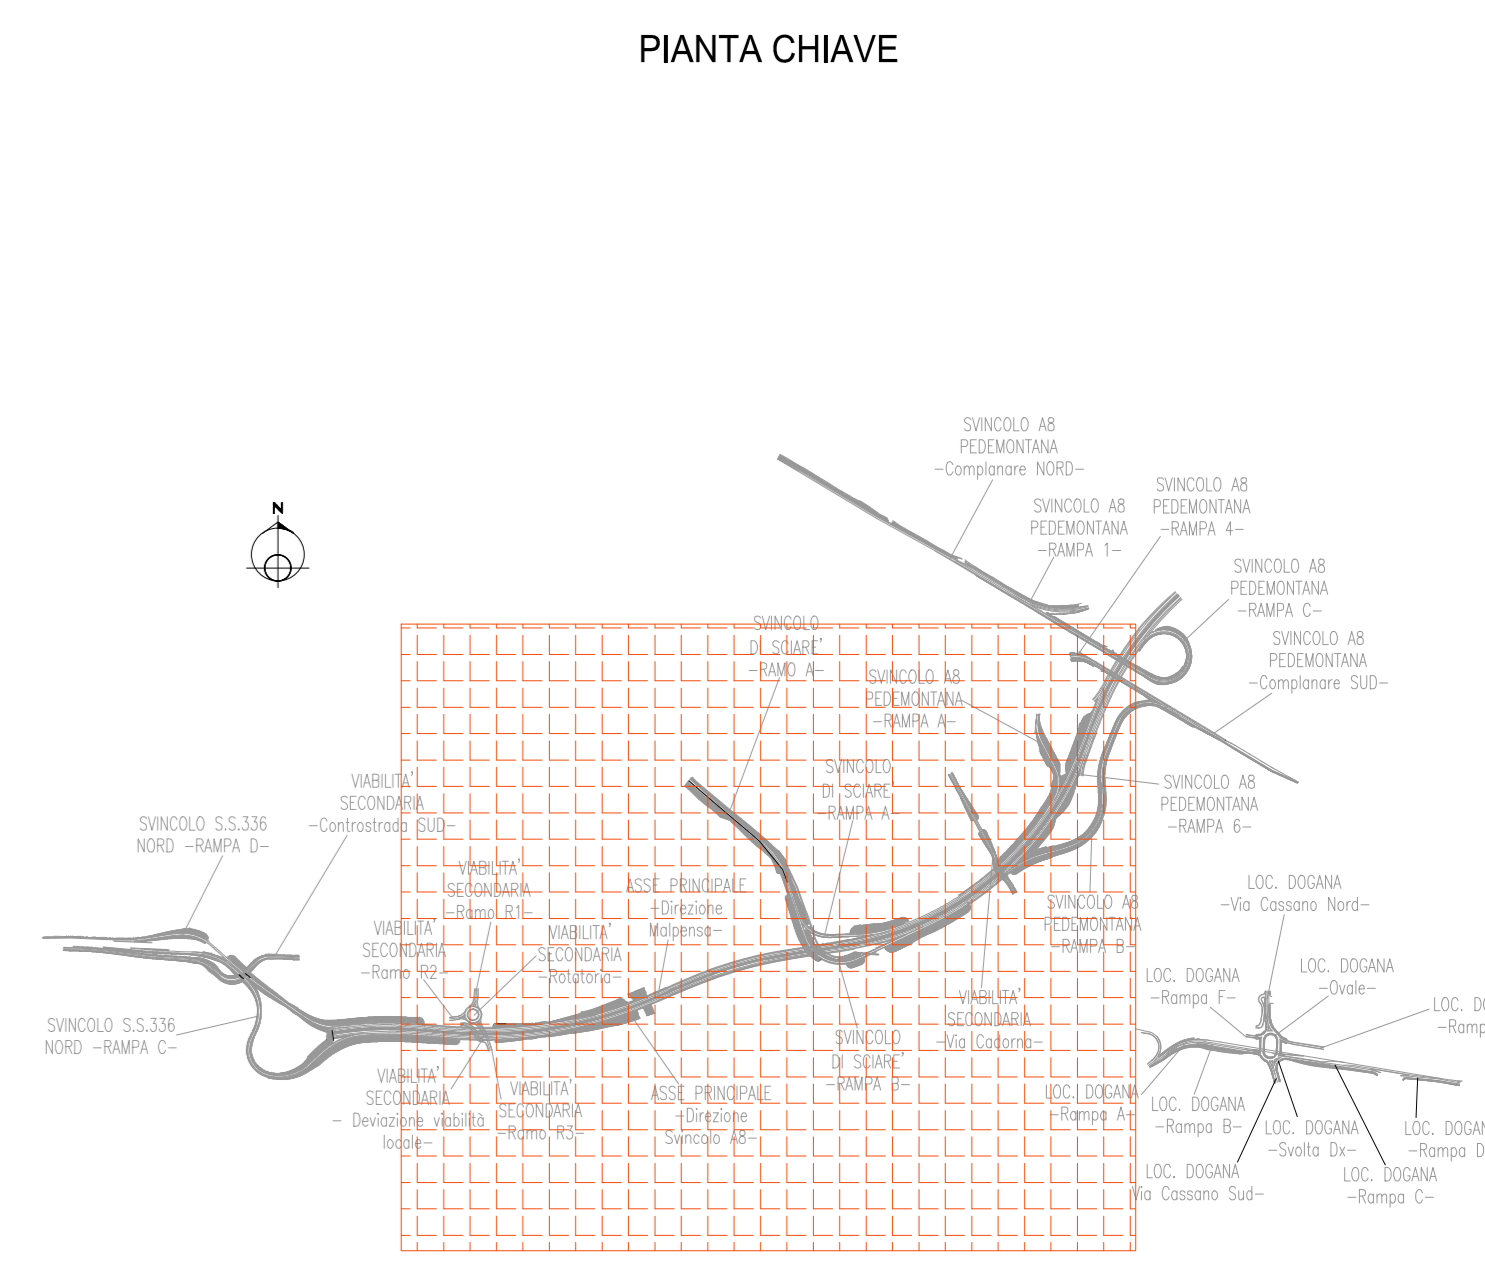 PIANTA CHIAVE
SVINCOLO A8
PEDEMONTANA
-Complanare NORD-
SVINCOLO A8
PEDEMONTANA
-RAMPA 4-
SVINCOLO A8
PEDEMONTANA
-RAMPA 1-
N
SVINCOLO A8
PEDEMONTANA
-RAMPA C-
SVINCOLO
DI SCIARE'
-RAMO A-
SVINCOLO A8
PEDEMONTANA
-Complanare SUD-
SVINCOLO A8
PEDEMONTANA
-RAMPA A-
SVINCOLO
DI SCIARE'
-RAMPA A-
SVINCOLO A8
PEDEMONTANA
-RAMPA 6-
VIABILITA'
SECONDARIA
-Controstrada SUD-
SVINCOLO S.S.336
NORD -RAMPA D-
VIABILITA'
SECONDARIA
-Ramo R1-
ASSE PRINCIPALE
-Direzione
Malpensa-
LOC. DOGANA
-Via Cassano Nord-
SVINCOLO A8
PEDEMONTANA
-RAMPA B-
VIABILITA'
SECONDARIA
-Ramo R2-
VIABILITA'
SECONDARIA
-Rotatoria-
LOC. DOGANA
-Rampa F-
LOC. DOGANA
-Ovale-
VIABILITA'
SECONDARIA
-Via Cadorna-
LOC. DO
-Ramp
SVINCOLO S.S.336
NORD -RAMPA C-
SVINCOLO
DI SCIARE'
-RAMPA B-
VIABILITA'
SECONDARIA
- Deviazione viabilità
locale-
VIABILITA'
SECONDARIA
-Ramo R3-
ASSE PRINCIPALE
-Direzione
Svincolo A8-
LOC. DOGANA
-Rampa A-
LOC. DOGANA
-Rampa B-
LOC. DOGANA
-Svolta Dx-
LOC. DOGAN
-Rampa D
LOC. DOGANA
Via Cassano Sud-
LOC. DOGANA
-Rampa C-